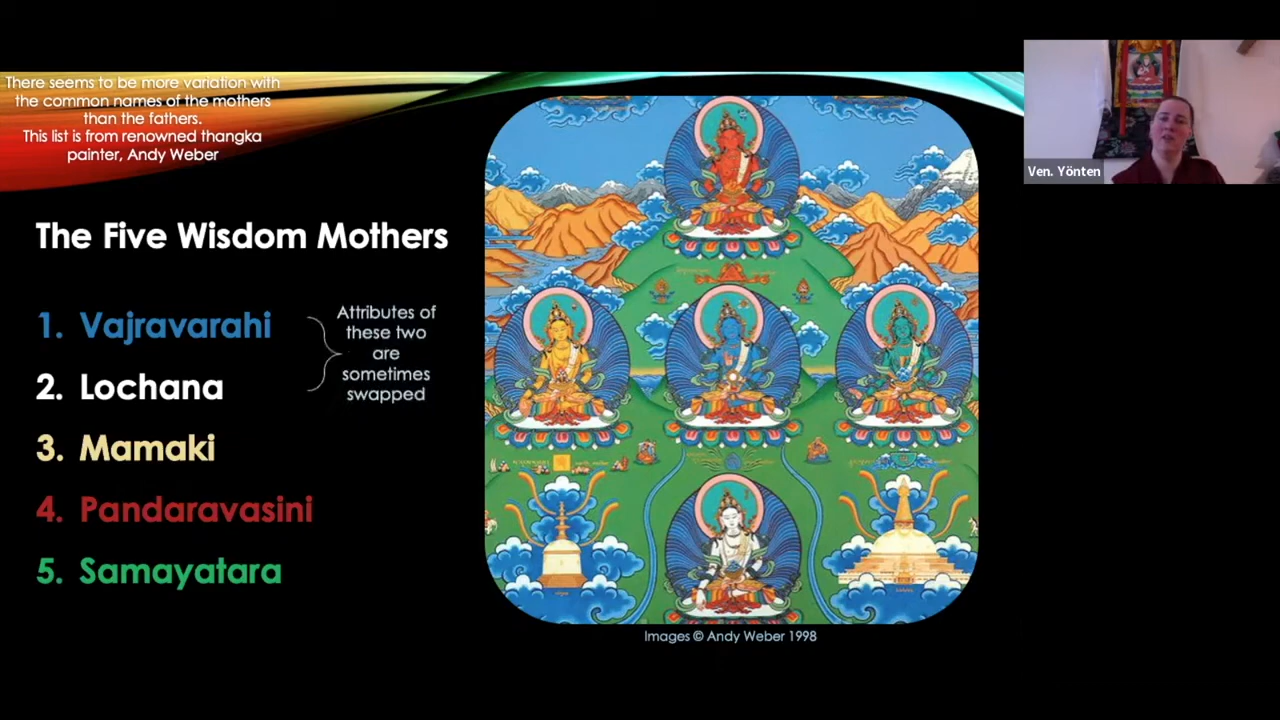 There seems to be more variation with
the common names of the mothers
than the fathers.
This list is from renowned thangka
painter, Andy Weber
The Five Wisdom Mothers
1. Vajravarahi
2. Lochana
3. Mamaki
4. Pandaravasini
5. Samayatara
Attributes of
these two
are
sometimes
swapped
Images © Andy Weber 1998
Ven. Yönten